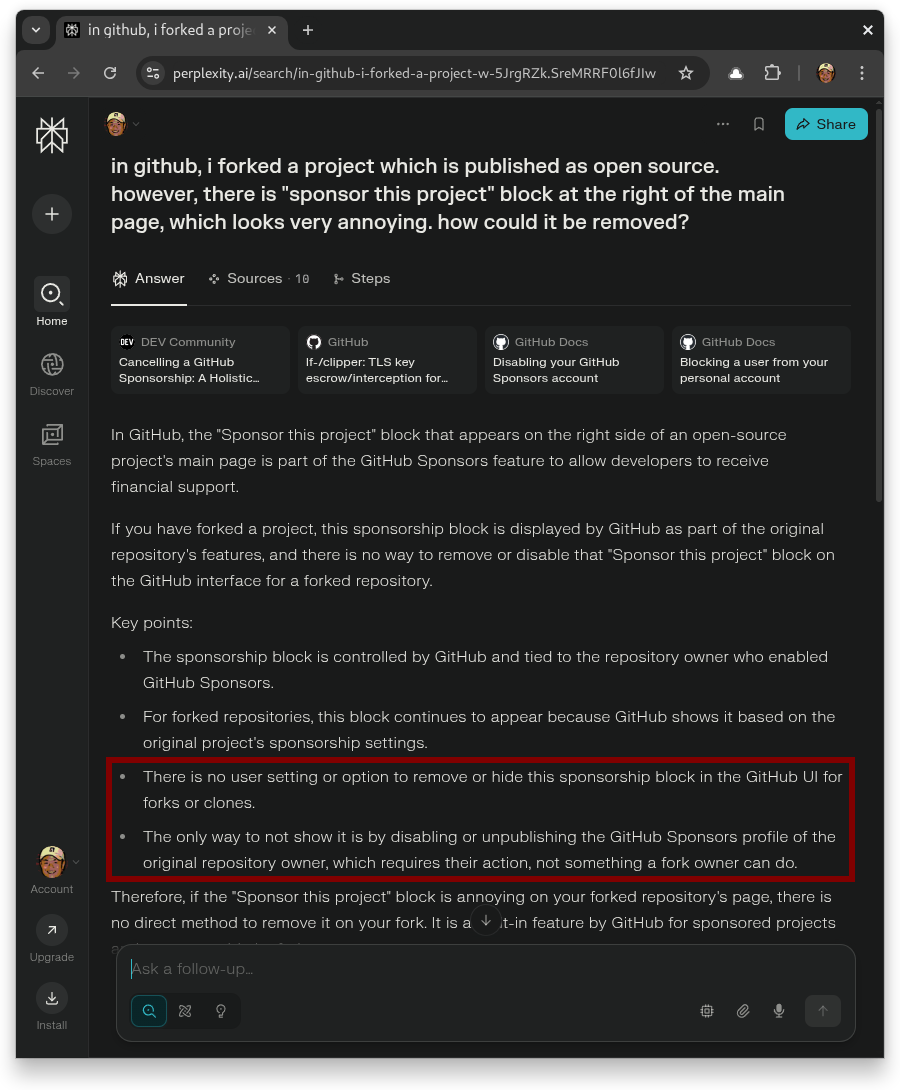 in github, i forked a proje
perplexity.ai/search/in-github-i-forked-a-project-w-5JrgRZk.SreMRRF0l6fJIw
Share
in github, i forked a project which is published as open source.
however, there is "sponsor this project" block at the right of the main
page, which looks very annoying. how could it be removed?
Answer
Sources · 10
Steps
Home
Discover
Spaces
DEV Community
Cancelling a GitHub
Sponsorship: A Holistic...
GitHub
lf-/clipper: TLS key
escrow/interception for...
GitHub Docs
Disabling your GitHub
Sponsors account
GitHub Docs
Blocking a user from your
personal account
In GitHub, the "Sponsor this project" block that appears on the right side of an open-source
project's main page is part of the GitHub Sponsors feature to allow developers to receive
financial support.
If you have forked a project, this sponsorship block is displayed by GitHub as part of the original
repository's features, and there is no way to remove or disable that "Sponsor this project" block on
the GitHub interface for a forked repository.
Key points:
• The sponsorship block is controlled by GitHub and tied to the repository owner who enabled
GitHub Sponsors.
• For forked repositories, this block continues to appear because GitHub shows it based on the
original project's sponsorship settings.
• There is no user setting or option to remove or hide this sponsorship block in the GitHub UI for
forks or clones.
• The only way to not show it is by disabling or unpublishing the GitHub Sponsors profile of the
original repository owner, which requires their action, not something a fork owner can do.
Therefore, if the "Sponsor this project" block is annoying on your forked repository's page, there is
no direct method to remove it on your fork. It is a t-in feature by GitHub for sponsored projects
Ask a follow-up...
Account
Upgrade
Install